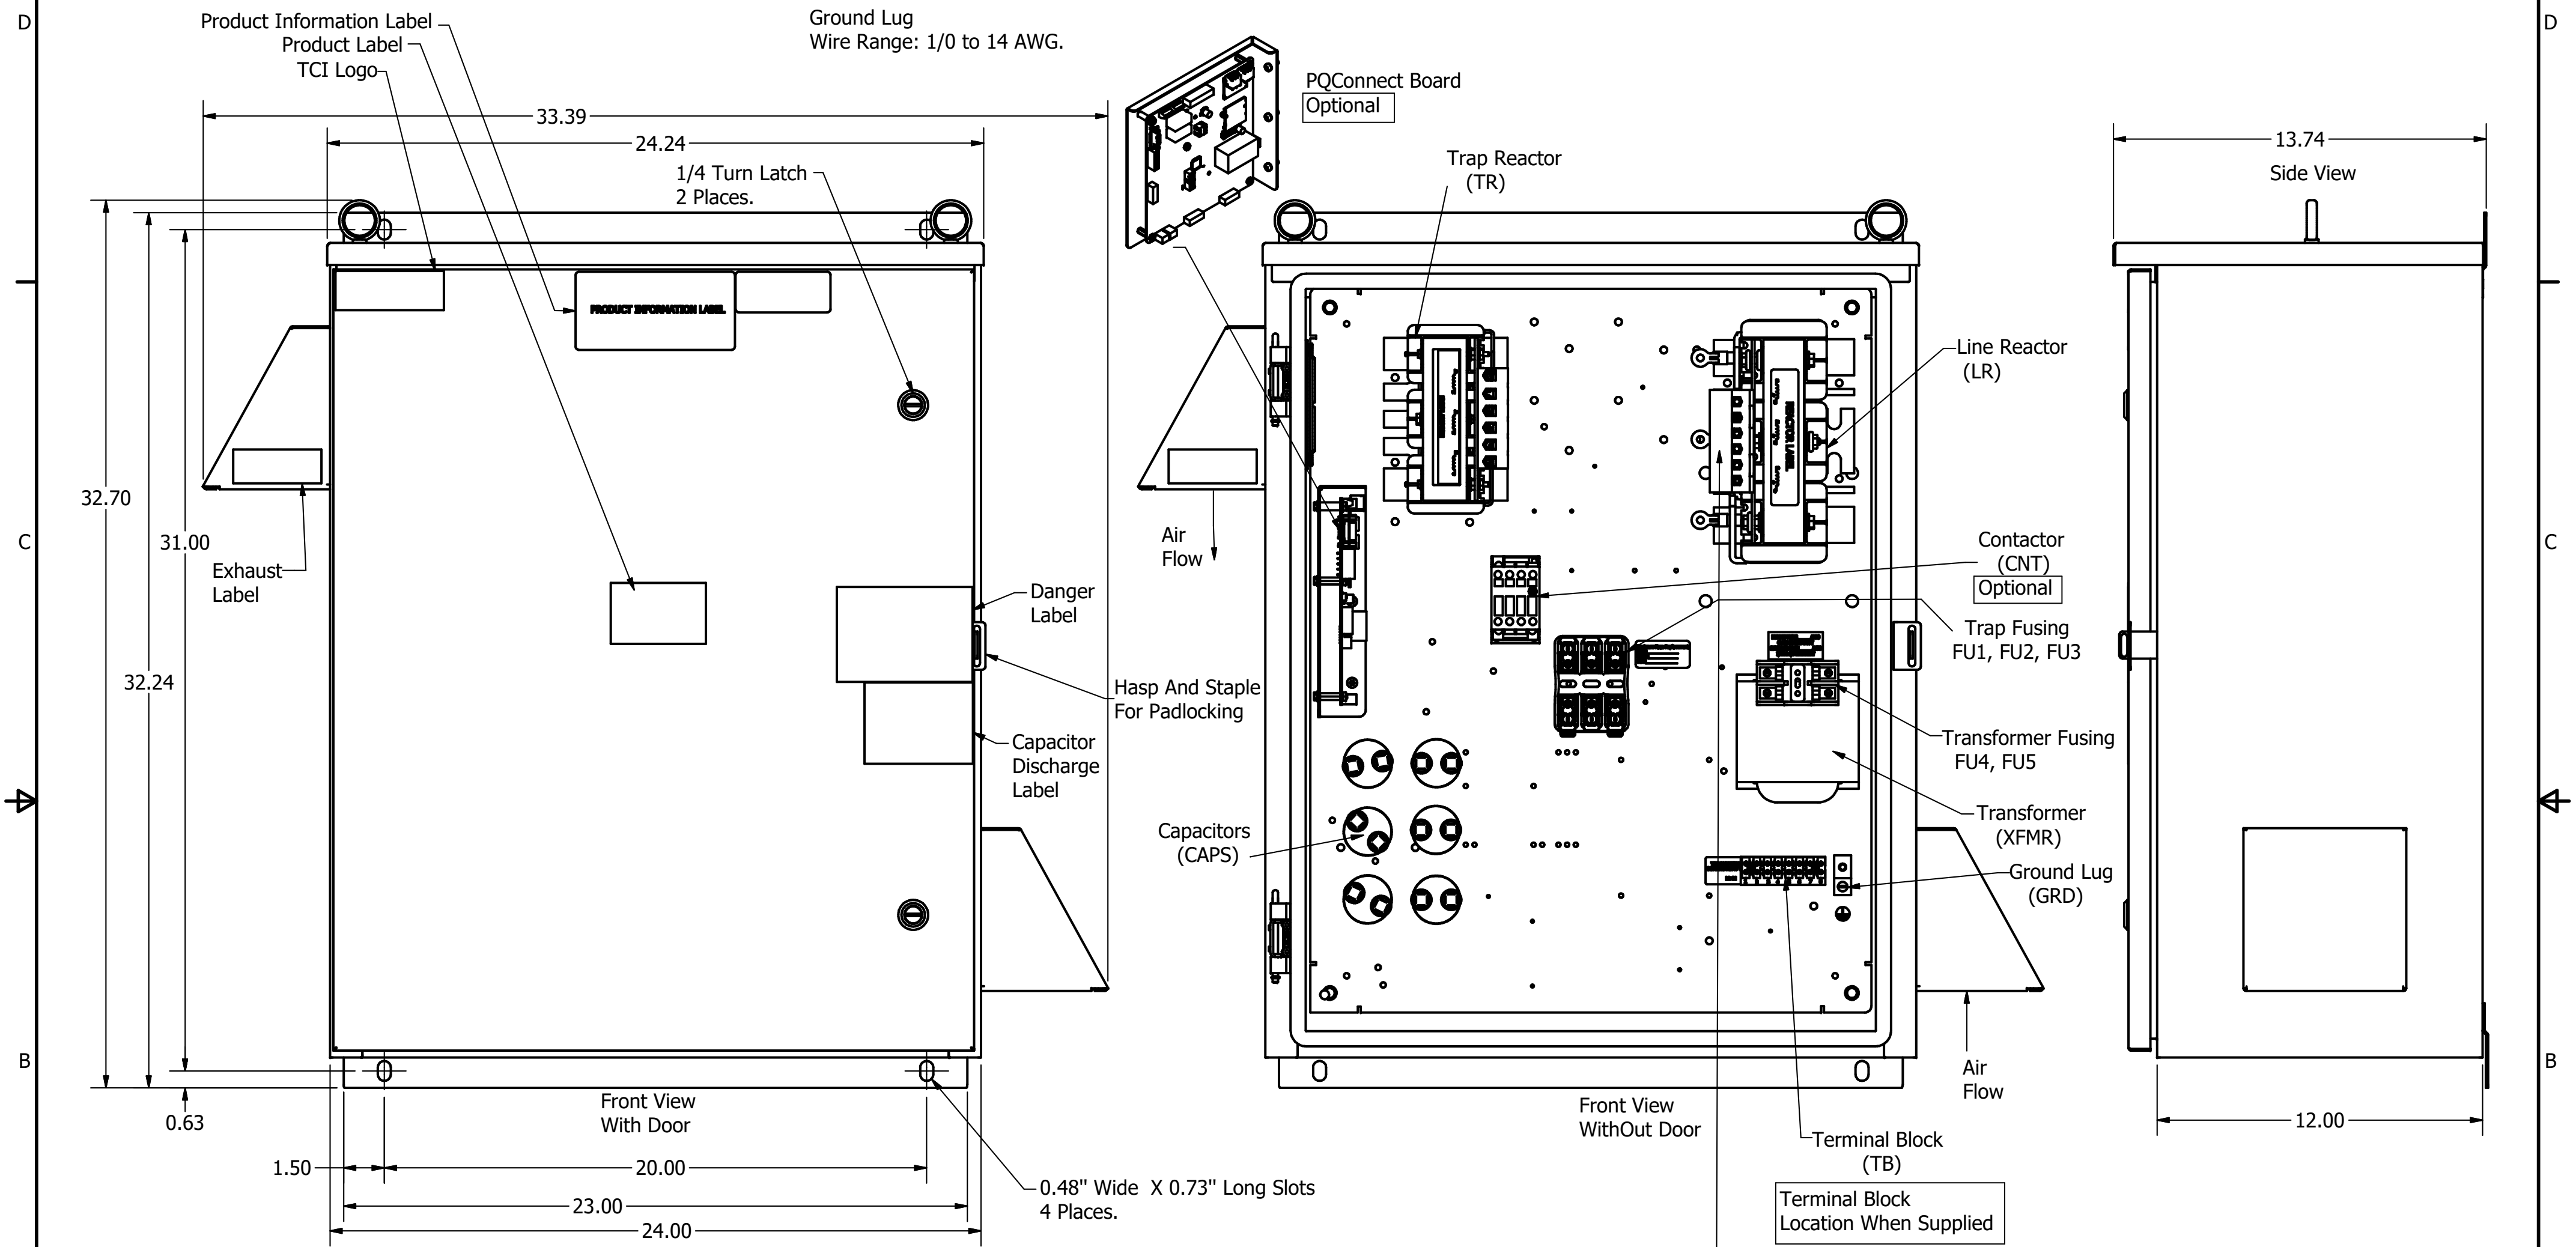 D
D
Product Information Label
Product Label
TCI Logo
Ground Lug
Wire Range: 1/0 to 14 AWG.
PQConnect Board
Optional
33.39
24.24
1/4 Turn Latch
2 Places.
Trap Reactor
(TR)
13.74
Side View
PRODUCT INFORMATION LABEL
Line Reactor
(LR)
REACTOR LABEL
32.70
31.00
32.24
C
C
Exhaust
Label
Air
Flow
Contactor
(CNT)
Optional
Danger
Label
Trap Fusing
FU1, FU2, FU3
Hasp And Staple
For Padlocking
Capacitor
Discharge
Label
Transformer Fusing
FU4, FU5
Capacitors
(CAPS)
Transformer
(XFMR)
Ground Lug
(GRD)
B
B
0.63
Front View
With Door
Front View
WithOut Door
Air
Flow
12.00
1.50
20.00
23.00
24.00
0.48" Wide X 0.73" Long Slots
4 Places.
Terminal Block
(TB)
Terminal Block
Location When Supplied